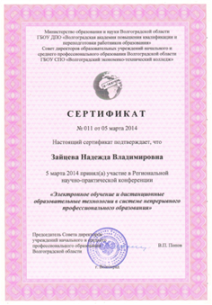 Министерство образования и науки Волгоградской области
ГБОУ ДПО «Волгоградская академия повышения квалификации и
переподготовки работников образования»
Совет директоров образовательных учреждений начального и
среднего профессионального образования Волгоградской области
ГБОУ СПО «Волгоградский экономико-технический колледж»
СЕРТИФИКАТ
№ 011 от 05 марта 2014
Настоящий сертификат подтверждает, что
Зайцева Надежда Владимировна
5 марта 2014 принял(а) участие в Региональной
научно-практической конференции
«Электронное обучение и дистанционные
образовательные технологии в системе непрерывного
профессионального образования»
Председатель Совета директоров
учреждений начального и среднего
профессионального образования
Волгоградской области